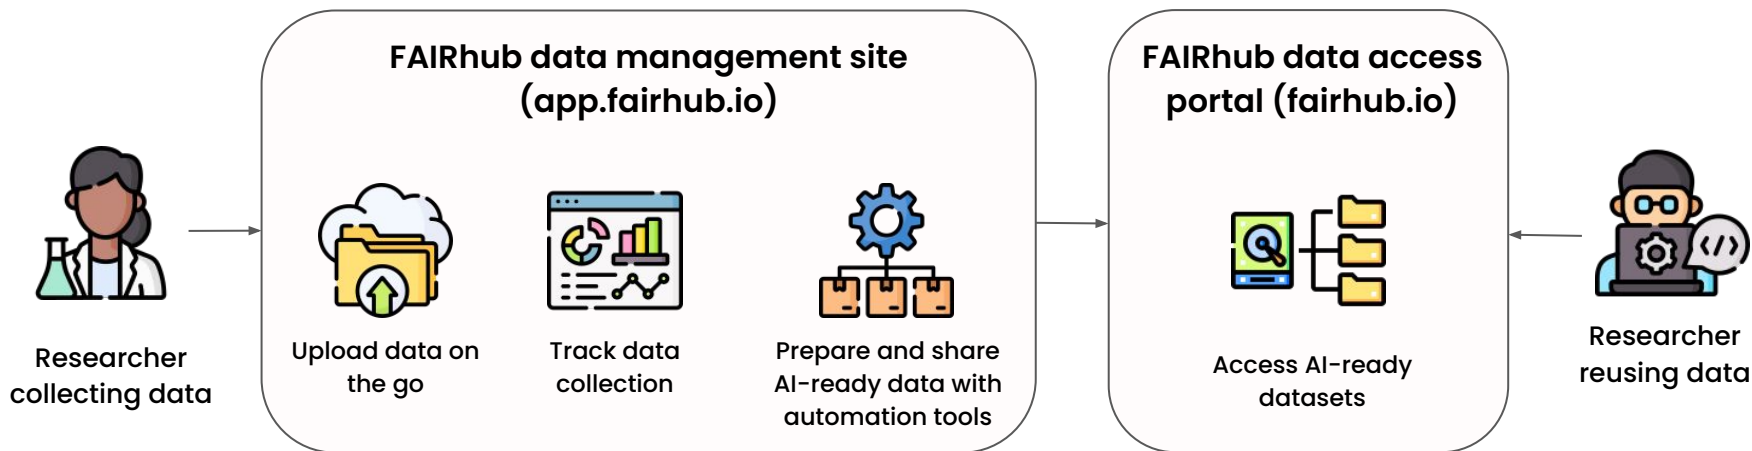 FAIRhub data management site
(app.fairhub.io)
FAIRhub data access
portal (fairhub.io)
Researcher
collecting data
Upload data on
the go
Track data
collection
Prepare and share
AI-ready data with
automation tools
Access AI-ready
datasets
Researcher
reusing data